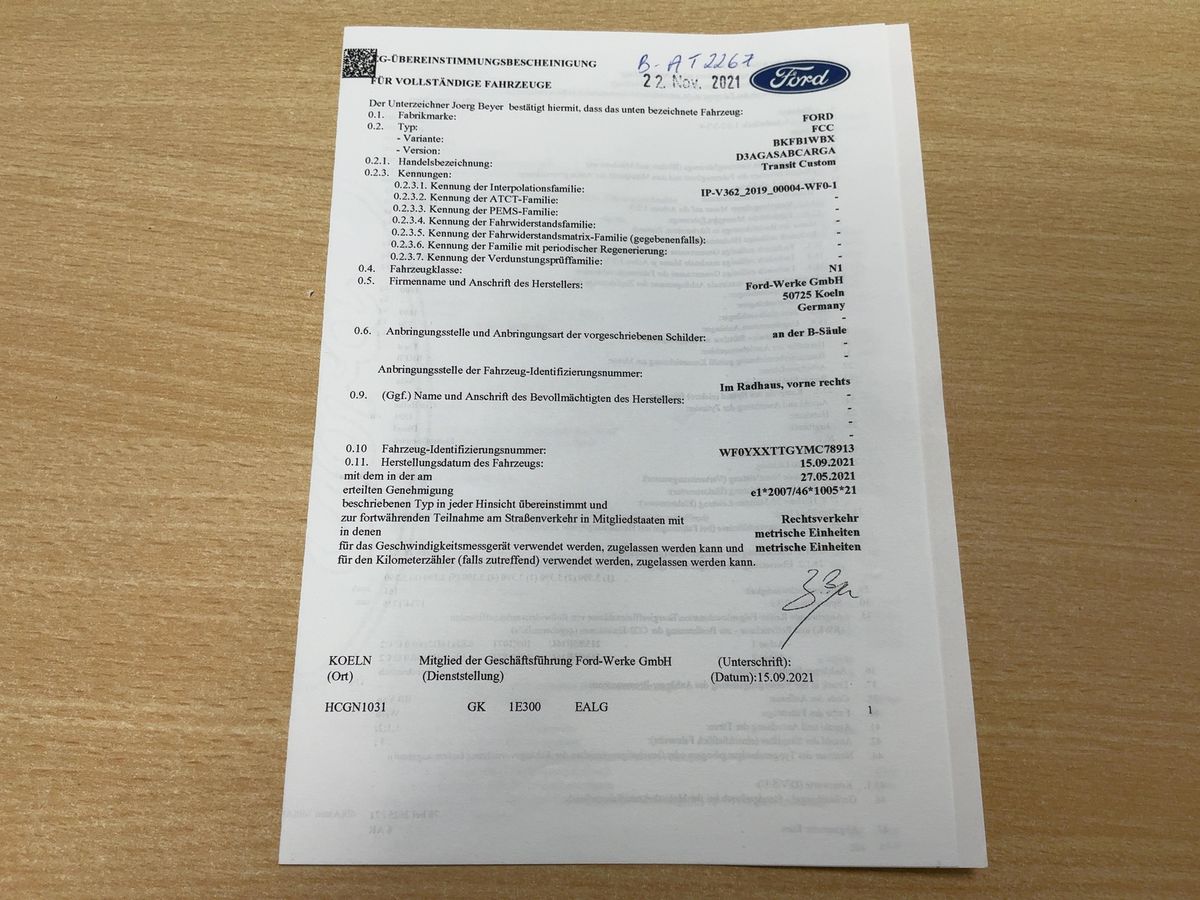 EG-ÜBEREINSTIMMUNGSBESCHEINIGUNG
B-AT2267
22. Nov. 2021
Ford
FÜR VOLLSTÄNDIGE FAHRZEUGE
Der Unterzeichner Joerg Beyer bestätigt hiermit, dass das unten bezeichnete Fahrzeug:
0.1. Fabrikmarke: FORD
0.2. Typ: FCC
- Variante: BKFB1WBX
- Version: D3AGASABCARGA
0.2.1. Handelsbezeichnung: Transit Custom
0.2.3. Kennungen:
0.2.3.1. Kennung der Interpolationsfamilie: IP-V362_2019_00004-WF0-1
0.2.3.2. Kennung der ATCT-Familie: -
0.2.3.3. Kennung der PEMS-Familie: -
0.2.3.4. Kennung der Fahrwiderstandsfamilie: -
0.2.3.5. Kennung der Fahrwiderstandsmatrix-Familie (gegebenenfalls): -
0.2.3.6. Kennung der Familie mit periodischer Regenerierung: -
0.2.3.7. Kennung der Verdunstungsprüffamilie: -
0.4. Fahrzeugklasse: N1
0.5. Firmenname und Anschrift des Herstellers: Ford-Werke GmbH
50725 Koeln
Germany
-
0.6. Anbringungsstelle und Anbringungsart der vorgeschriebenen Schilder: an der B-Säule
-
-
Anbringungsstelle der Fahrzeug-Identifizierungsnummer:
Im Radhaus, vorne rechts
0.9. (Ggf.) Name und Anschrift des Bevollmächtigten des Herstellers: -
-
-
-
0.10 Fahrzeug-Identifizierungsnummer: WF0YXXTTGYMC78913
0.11. Herstellungsdatum des Fahrzeugs: 15.09.2021
mit dem in der am 27.05.2021
erteilten Genehmigung e1*2007/46*1005*21
beschriebenen Typ in jeder Hinsicht übereinstimmt und
zur fortwährenden Teilnahme am Straßenverkehr in Mitgliedstaaten mit Rechtsverkehr
in denen metrische Einheiten
für das Geschwindigkeitsmessgerät verwendet werden, zugelassen werden kann und metrische Einheiten
für den Kilometerzähler (falls zutreffend) verwendet werden, zugelassen werden kann.
KOELN Mitglied der Geschäftsführung Ford-Werke GmbH (Unterschrift):
(Ort) (Dienststellung) (Datum):15.09.2021
HCGN1031 GK 1E300 EALG 1